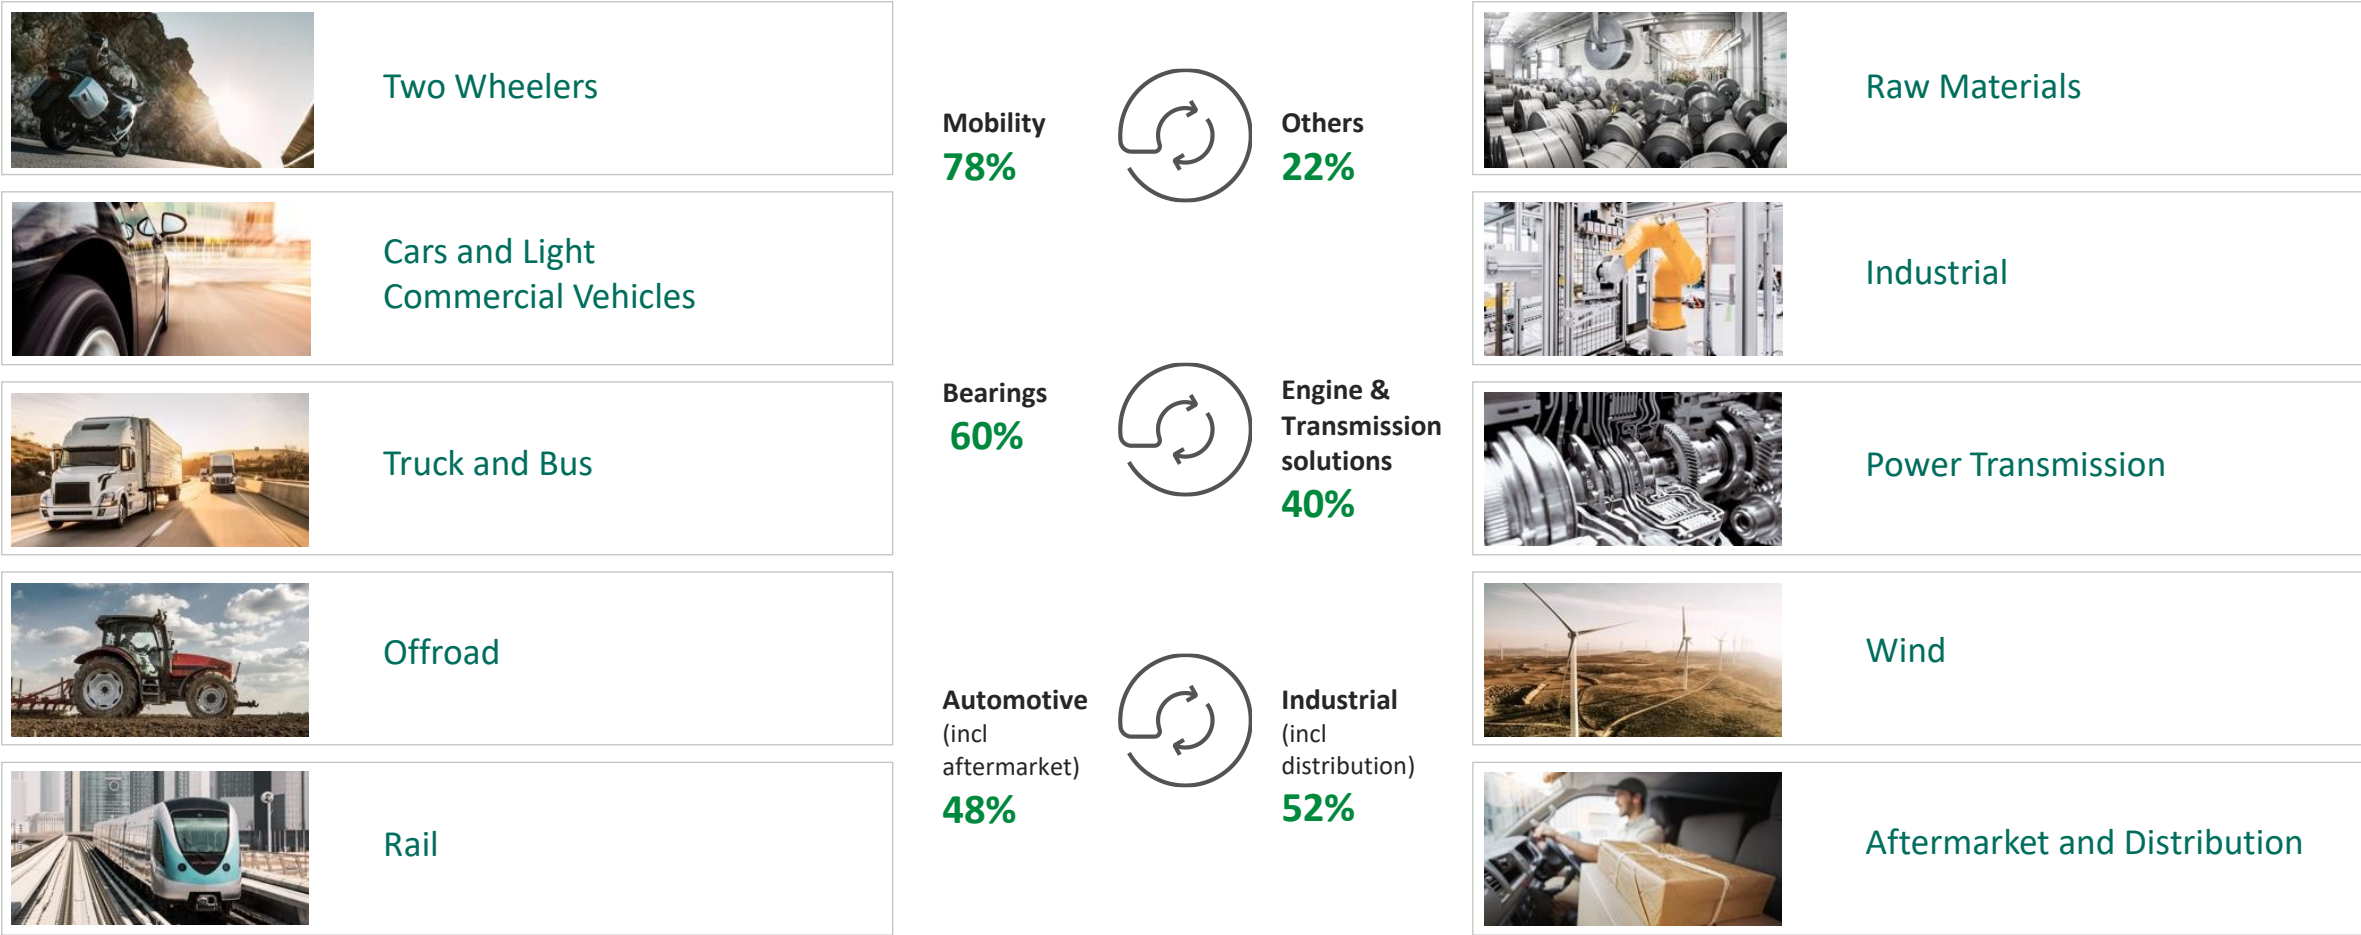 Two Wheelers
Cars and Light
Commercial Vehicles
Truck and Bus
Offroad
Rail
Mobility
78%
Others
22%
Bearings
60%
Engine &
Transmission
solutions
40%
Automotive
(incl
aftermarket)
48%
Industrial
(incl
distribution)
52%
Raw Materials
Industrial
Power Transmission
Wind
Aftermarket and Distribution